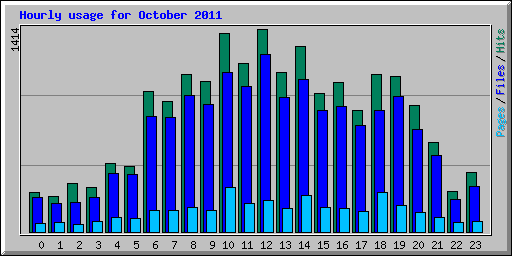 Hourly usage for October 2011
1414
Pages / Files / Hits
0 1 2 3 4 5 6 7 8 9 10 11 12 13 14 15 16 17 18 19 20 21 22 23